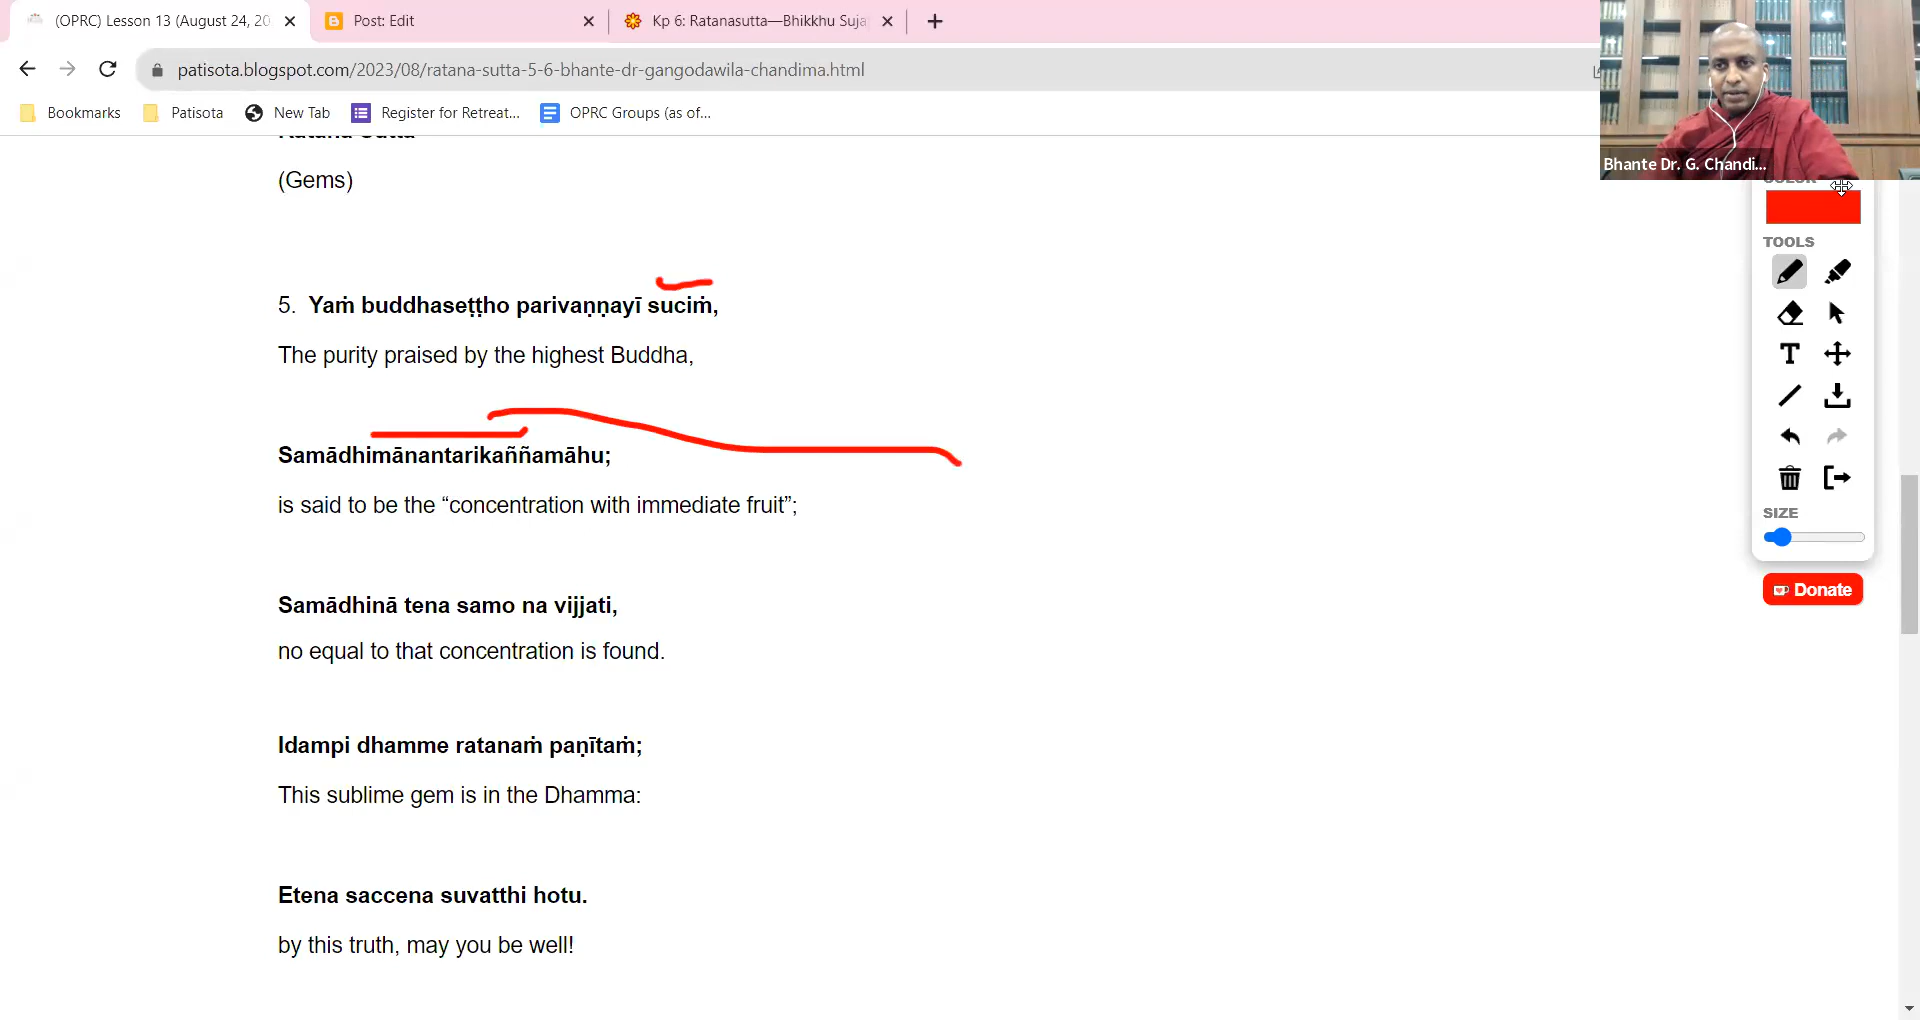 (OPRC) Lesson 13 (August 24, 20
Post: Edit
Kp 6: Ratanasutta—Bhikkhu Suja
patisota.blogspot.com/2023/08/ratana-sutta-5-6-bhante-dr-gangodawila-chandima.html
Bookmarks
Patisota
New Tab
Register for Retreat...
OPRC Groups (as of...
Bhante Dr. G. Chandi...
Ratana Sutta
(Gems)
5. Yaṁ buddhaseṭṭho parivaṇṇayī suciṁ,
The purity praised by the highest Buddha,
Samādhimānantarikaññamāhu;
is said to be the “concentration with immediate fruit”;
Samādhinā tena samo na vijjati,
no equal to that concentration is found.
Idampi dhamme ratanaṁ paṇītaṁ;
This sublime gem is in the Dhamma:
Etena saccena suvatthi hotu.
by this truth, may you be well!
COLOR
TOOLS
T
SIZE
Donate